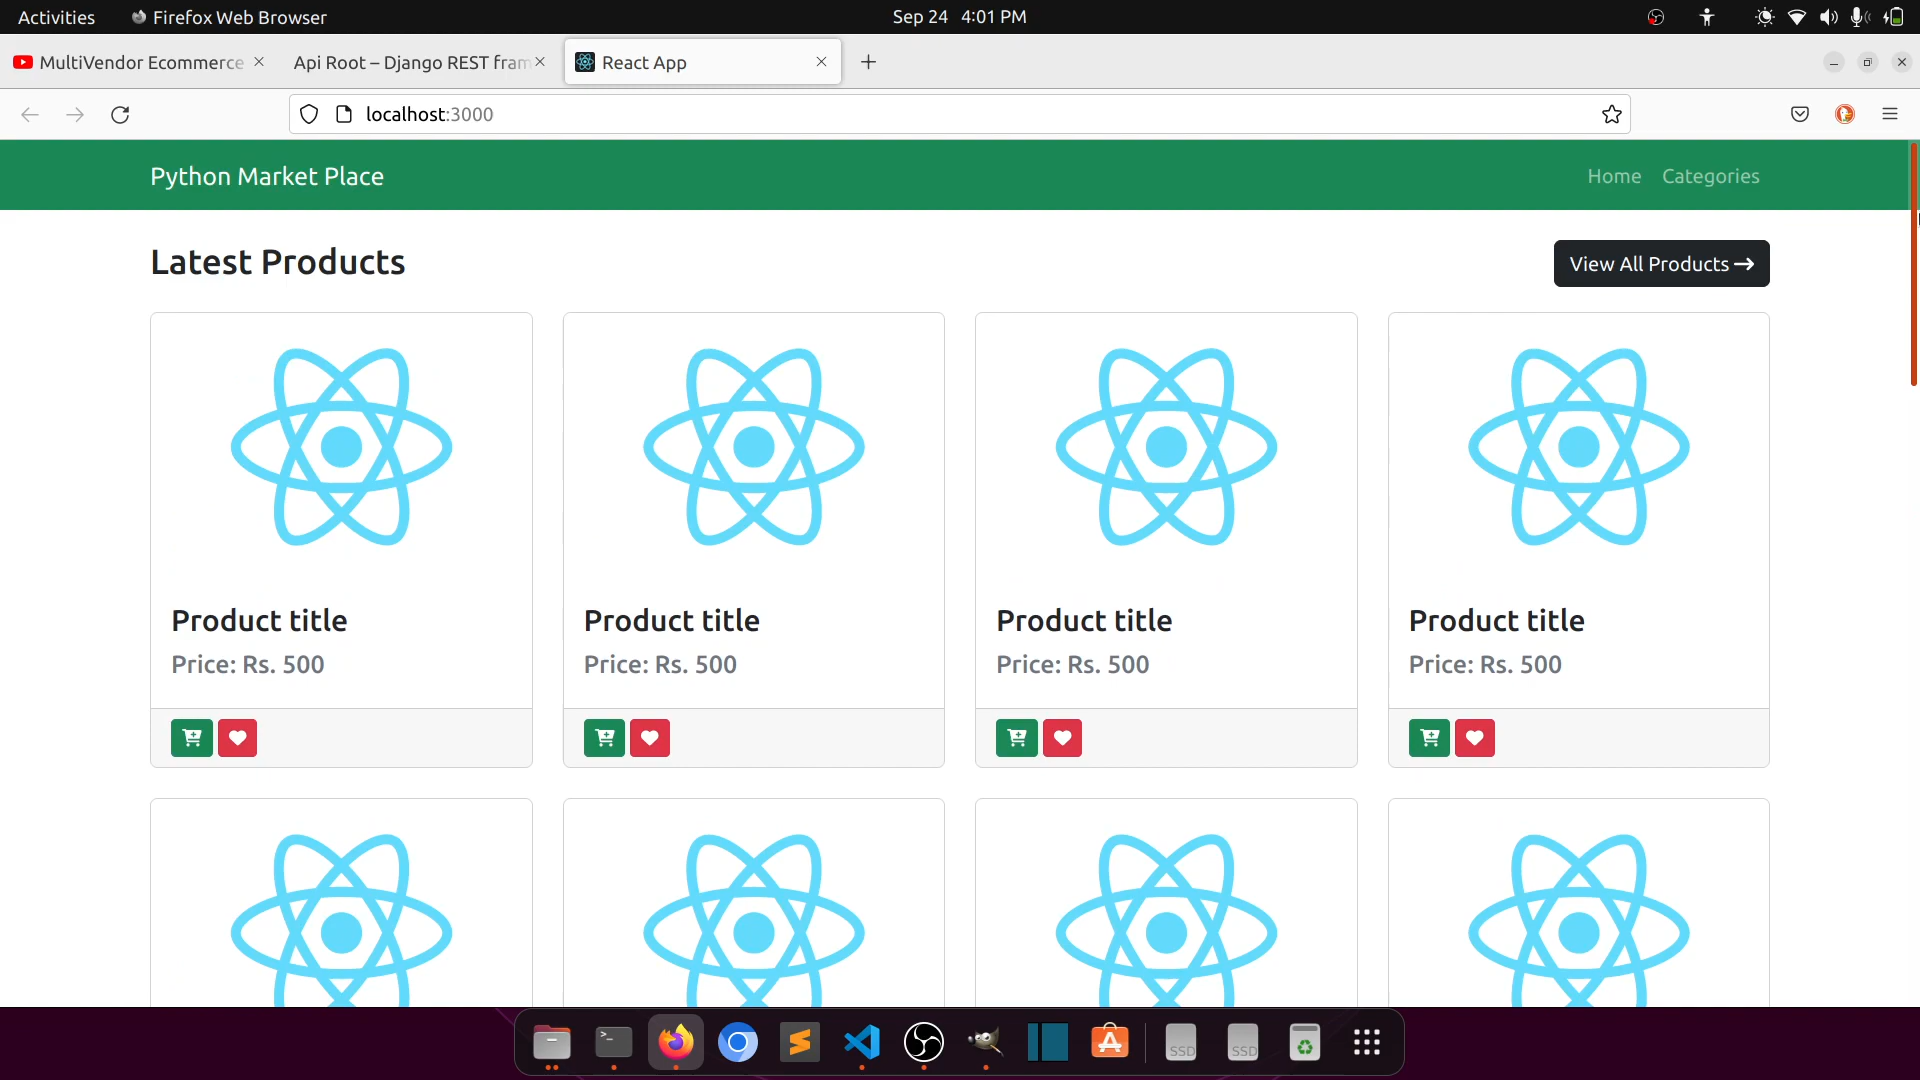 Activities Firefox Web Browser Sep 24 4:01 PM
MultiVendor Ecommerce Api Root – Django REST fram React App
localhost:3000
Python Market Place Home Categories
Latest Products View All Products
Product title Product title Product title Product title
Price: Rs. 500 Price: Rs. 500 Price: Rs. 500 Price: Rs. 500
SSD SSD